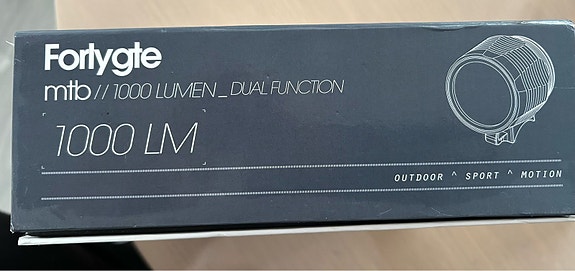 Forlygte
mtb // 1000 LUMEN _ DUAL FUNCTION
1000 LM
OUTDOOR ^ SPORT ^ MOTION